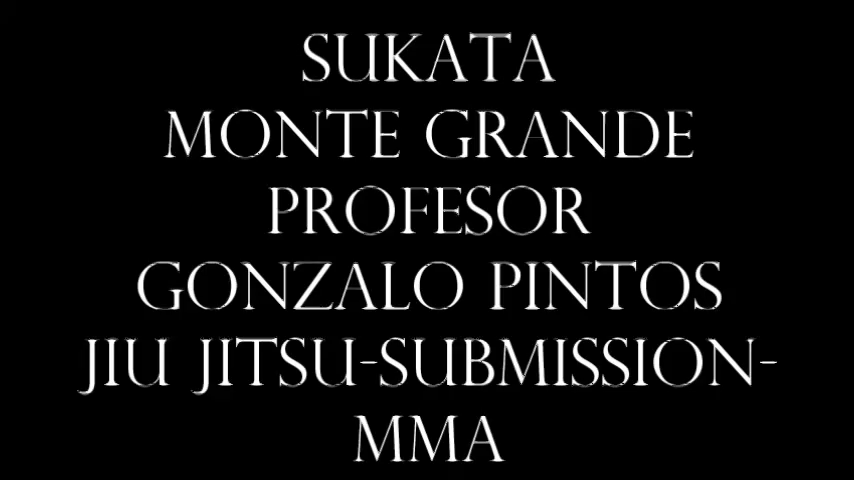 SUKATA
MONTE GRANDE
PROFESOR
GONZALO PINTOS
JIU JITSU-SUBMISSION-
MMA